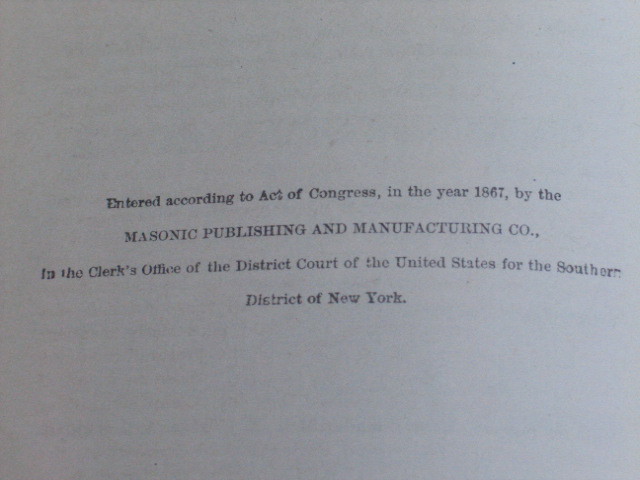 Entered according to Act of Congress, in the year 1867, by the
MASONIC PUBLISHING AND MANUFACTURING CO.,
In the Clerk's Office of the District Court of the United States for the Southern
District of New York.